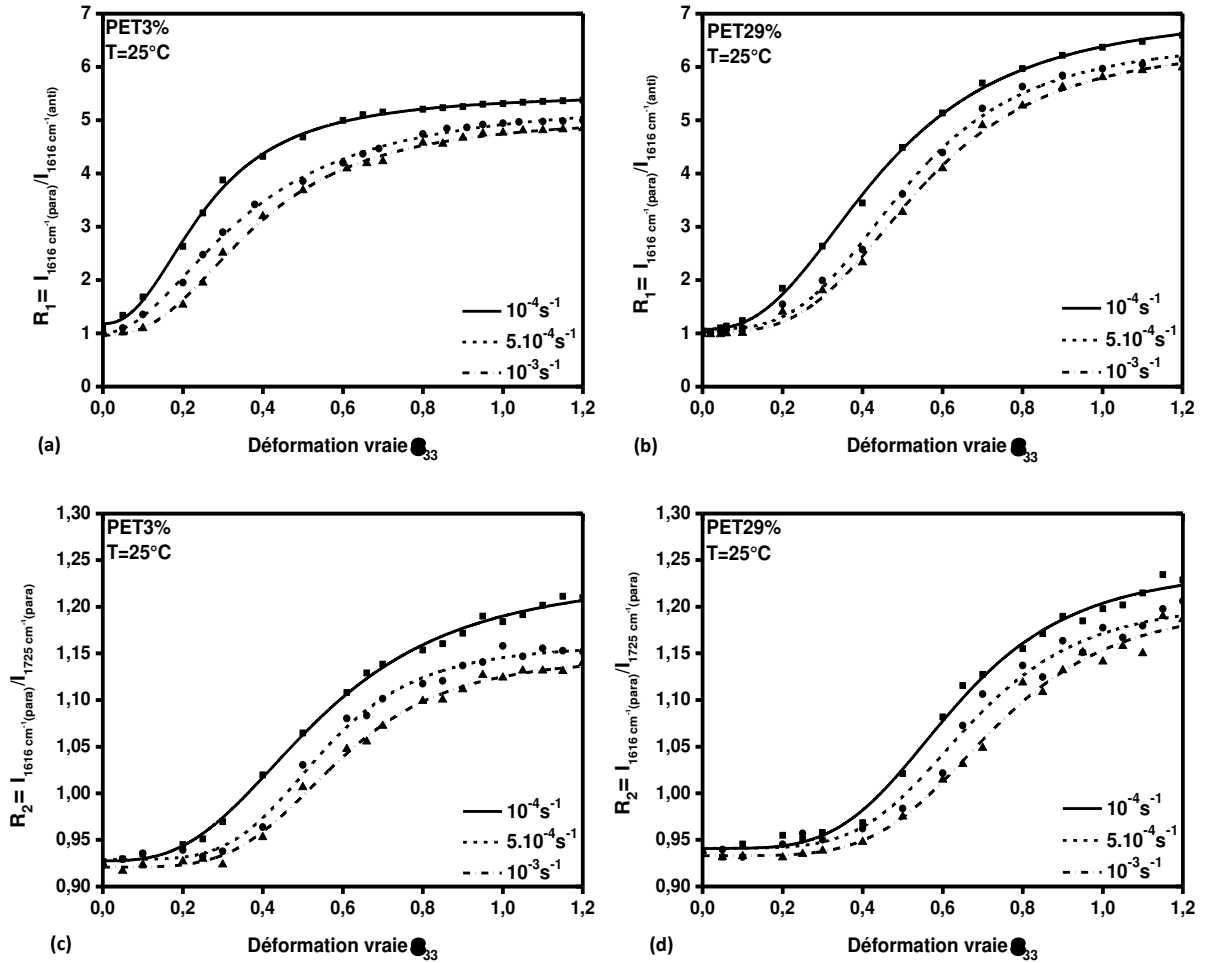 PET3%
T=25°C
7
6
5
4
3
2
1
0
R1= I1616 cm-1(para)/I1616 cm-1(anti)
10-4s-1
5.10-4s-1
10-3s-1
0,0 0,2 0,4 0,6 0,8 1,0 1,2
(a)
Déformation vraie 33
PET29%
T=25°C
7
6
5
4
3
2
1
0
R1= I1616 cm-1(para)/I1616 cm-1(anti)
10-4s-1
5.10-4s-1
10-3s-1
0,0 0,2 0,4 0,6 0,8 1,0 1,2
(b)
Déformation vraie 33
PET3%
T=25°C
1,30
1,25
1,20
1,15
1,10
1,05
1,00
0,95
0,90
R2= I1616 cm-1(para)/I1725 cm-1(para)
10-4s-1
5.10-4s-1
10-3s-1
0,0 0,2 0,4 0,6 0,8 1,0 1,2
(c)
Déformation vraie 33
PET29%
T=25°C
1,30
1,25
1,20
1,15
1,10
1,05
1,00
0,95
0,90
R2= I1616 cm-1(para)/I1725 cm-1(para)
10-4s-1
5.10-4s-1
10-3s-1
0,0 0,2 0,4 0,6 0,8 1,0 1,2
(d)
Déformation vraie 33